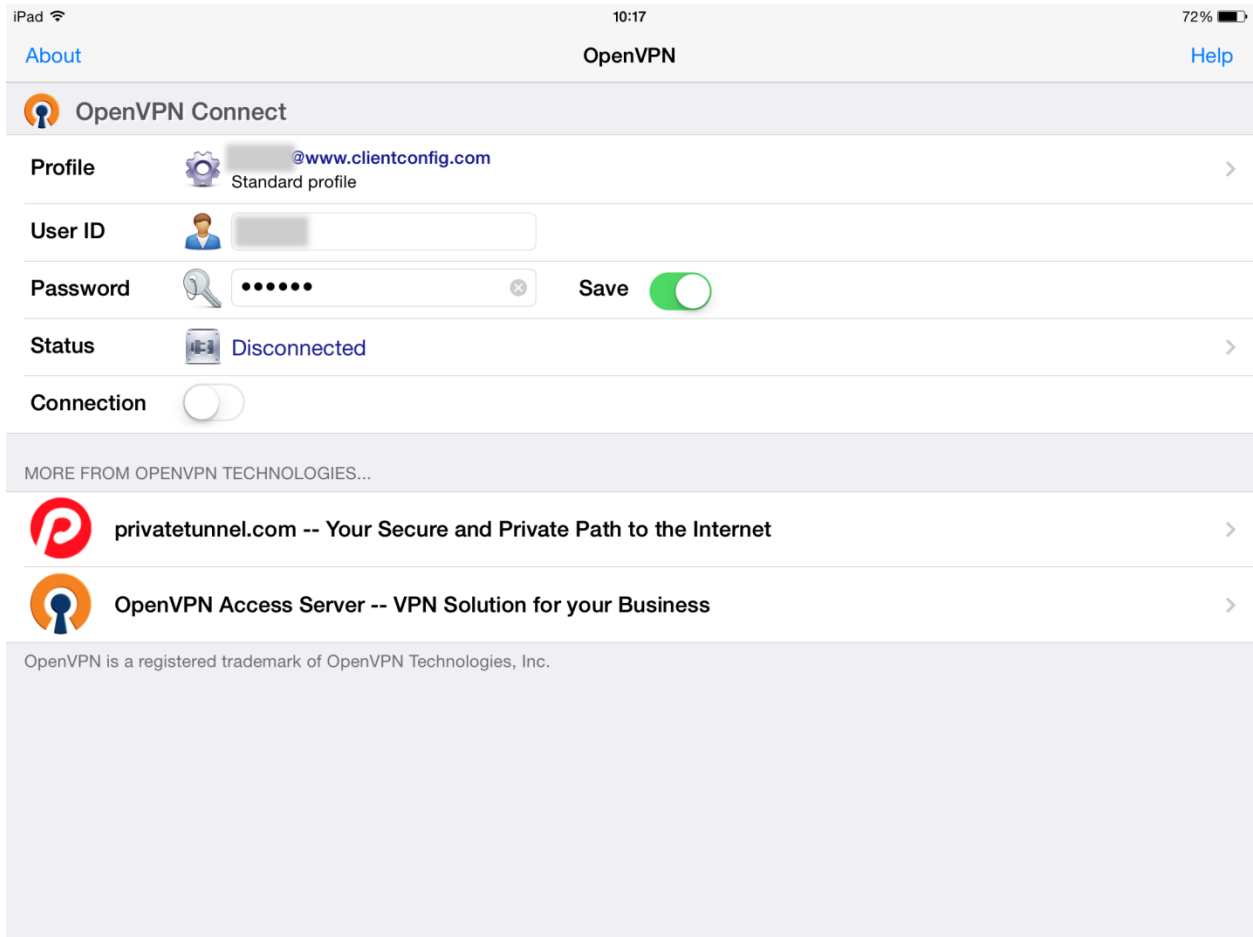 iPad 10:17 72%
About OpenVPN Help
OpenVPN Connect
Profile @www.clientconfig.com
Standard profile
User ID
Password •••••• Save
Status Disconnected
Connection
MORE FROM OPENVPN TECHNOLOGIES...
privatetunnel.com -- Your Secure and Private Path to the Internet
OpenVPN Access Server -- VPN Solution for your Business
OpenVPN is a registered trademark of OpenVPN Technologies, Inc.